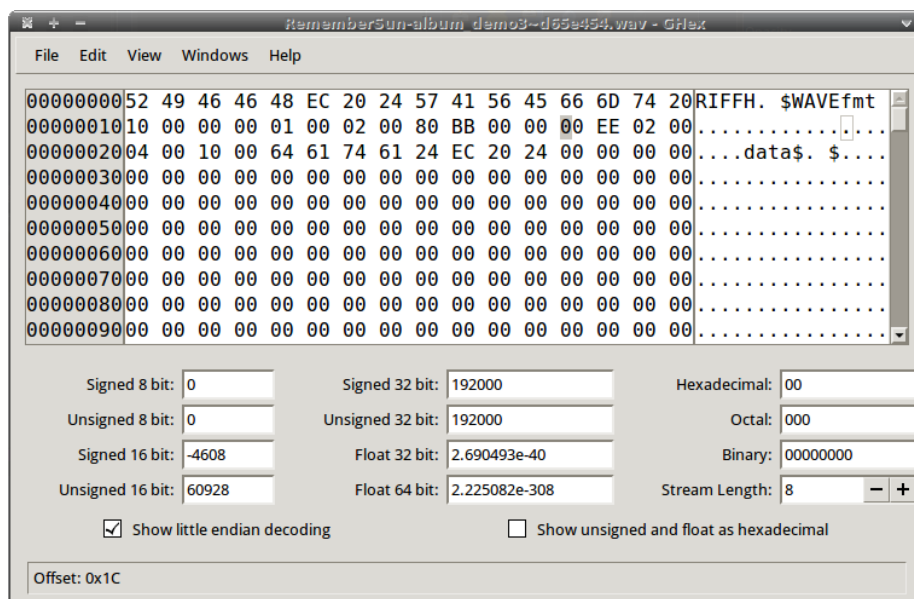 RememberSun-album_demo3~d65e454.wav - GHex
File Edit View Windows Help
00000000 52 49 46 46 48 EC 20 24 57 41 56 45 66 6D 74 20 RIFFH. $WAVEfmt
00000010 10 00 00 00 01 00 02 00 80 BB 00 00 00 EE 02 00 ................
00000020 04 00 10 00 64 61 74 61 24 EC 20 24 00 00 00 00 ....data$. $....
00000030 00 00 00 00 00 00 00 00 00 00 00 00 00 00 00 00 ................
00000040 00 00 00 00 00 00 00 00 00 00 00 00 00 00 00 00 ................
00000050 00 00 00 00 00 00 00 00 00 00 00 00 00 00 00 00 ................
00000060 00 00 00 00 00 00 00 00 00 00 00 00 00 00 00 00 ................
00000070 00 00 00 00 00 00 00 00 00 00 00 00 00 00 00 00 ................
00000080 00 00 00 00 00 00 00 00 00 00 00 00 00 00 00 00 ................
00000090 00 00 00 00 00 00 00 00 00 00 00 00 00 00 00 00 ................
Signed 8 bit: 0 Signed 32 bit: 192000 Hexadecimal: 00
Unsigned 8 bit: 0 Unsigned 32 bit: 192000 Octal: 000
Signed 16 bit: -4608 Float 32 bit: 2.690493e-40 Binary: 00000000
Unsigned 16 bit: 60928 Float 64 bit: 2.225082e-308 Stream Length: 8
Show little endian decoding Show unsigned and float as hexadecimal
Offset: 0x1C